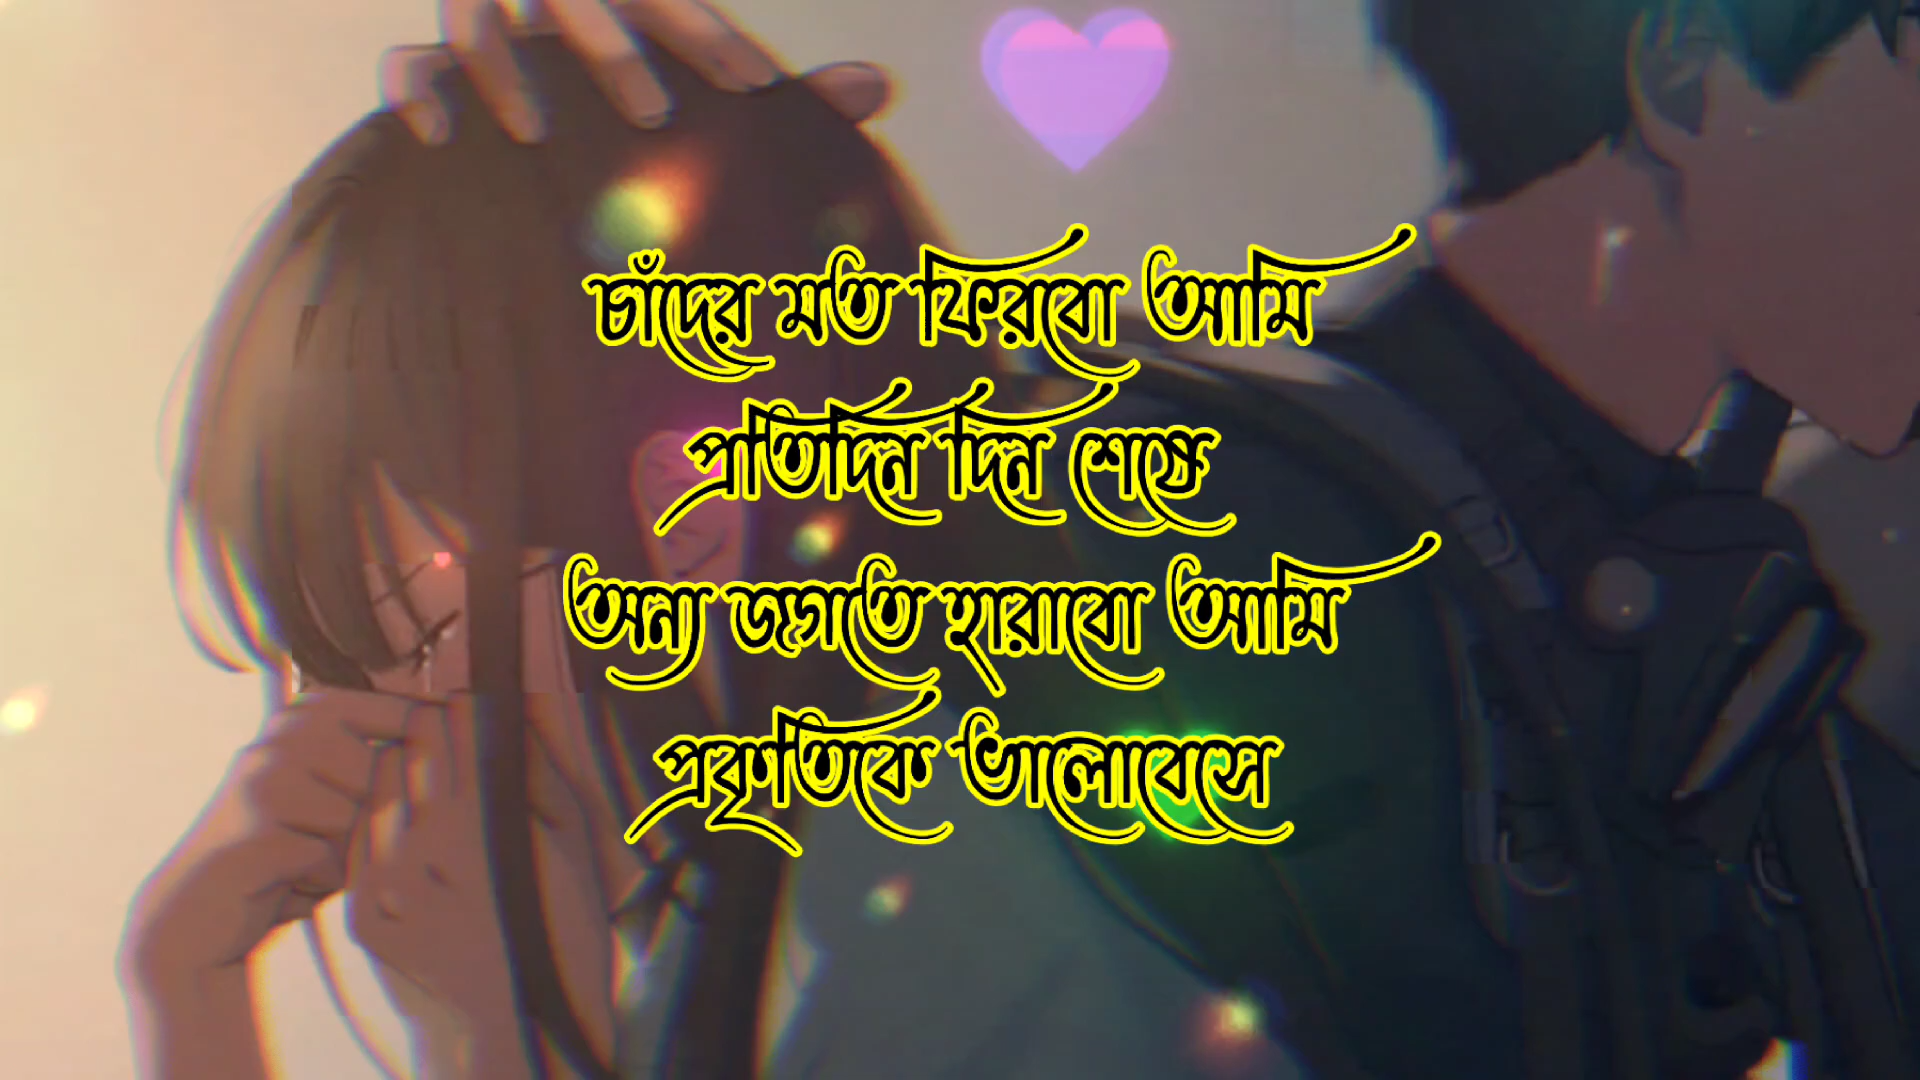 চাঁদের মত ফিরবো আমি
প্রতিদিন দিন শেষে
অন্য জগতে হারাবো আমি
প্রকৃতিকে ভালোবেসে